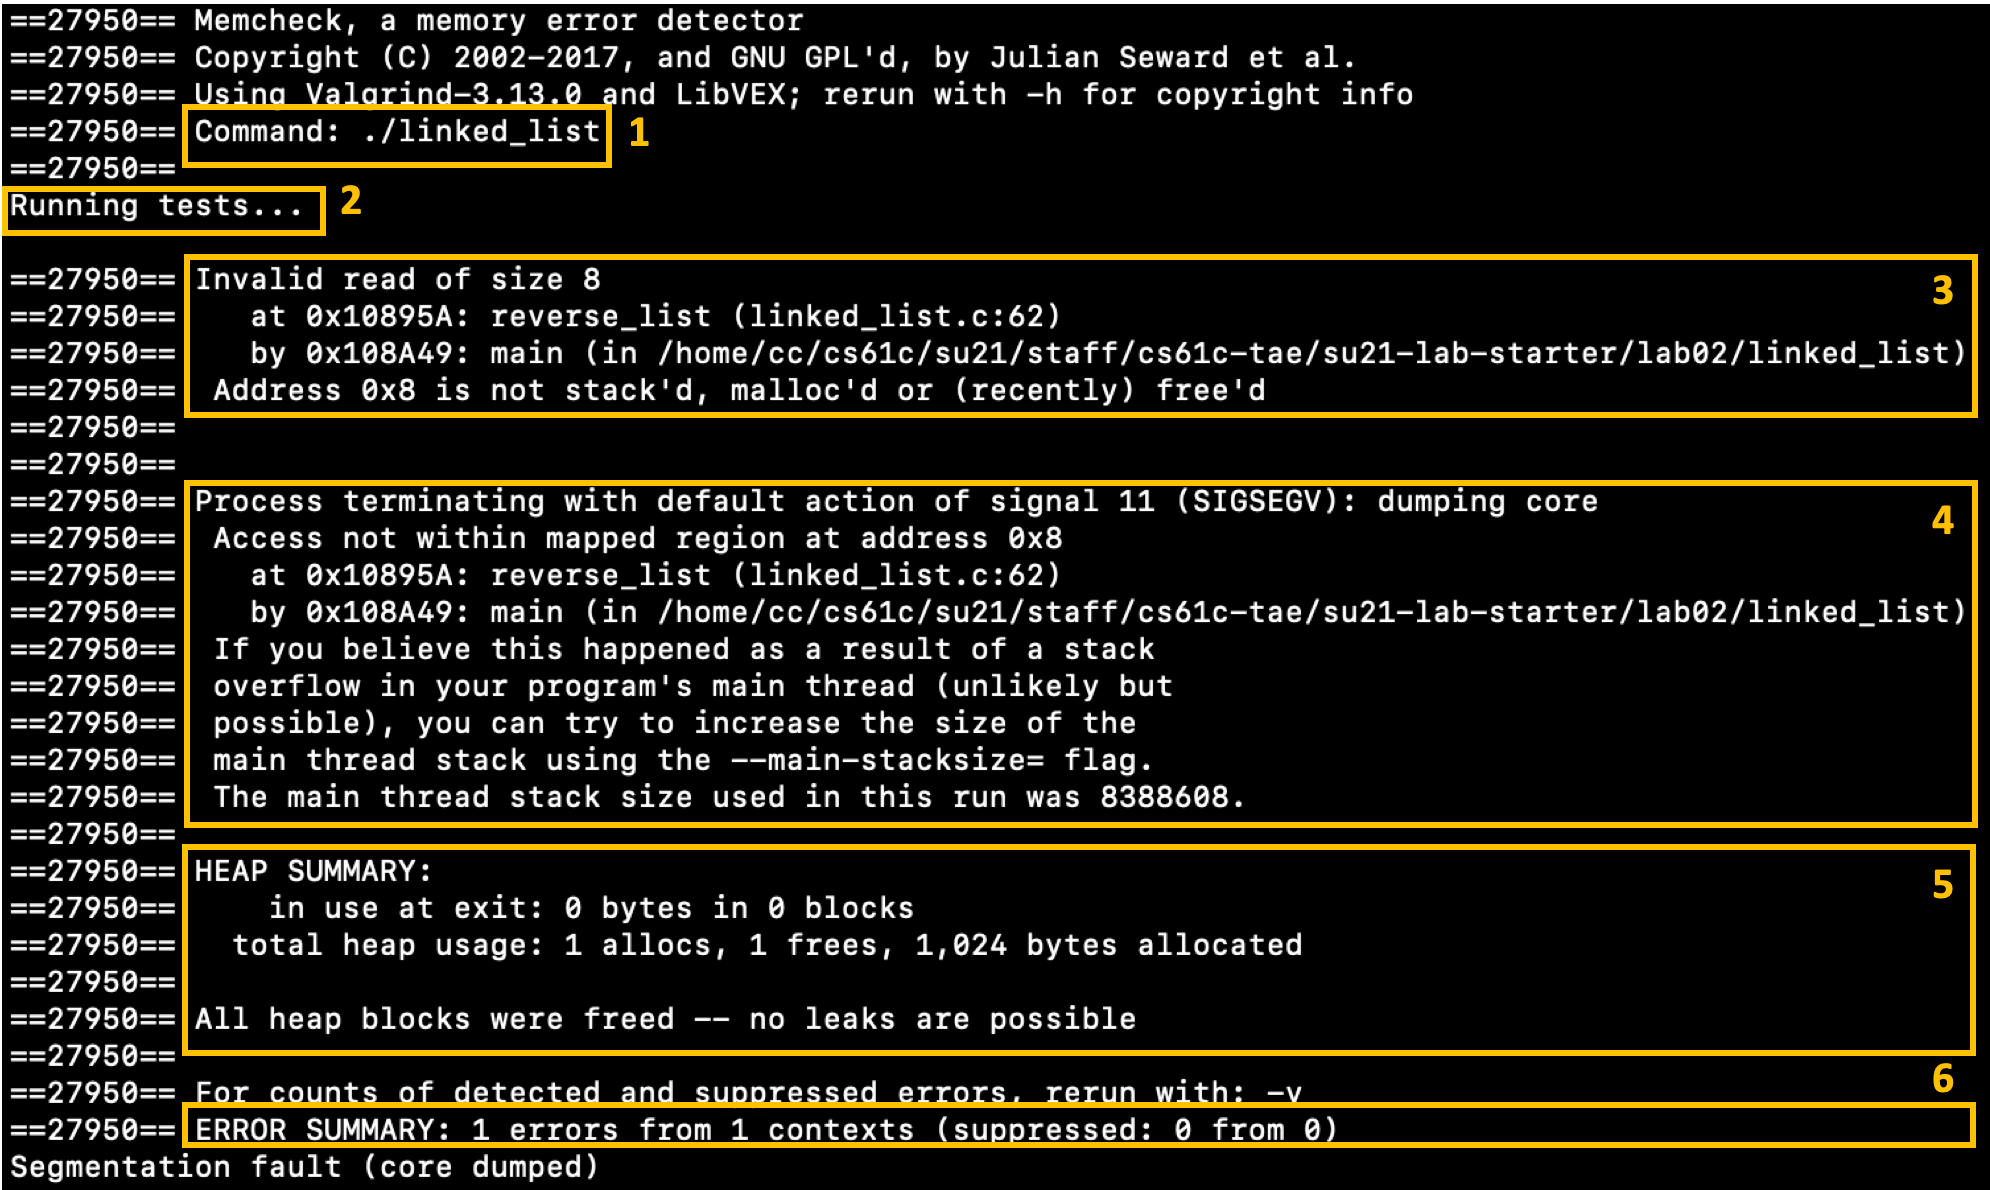 ==27950== Memcheck, a memory error detector
==27950== Copyright (C) 2002-2017, and GNU GPL'd, by Julian Seward et al.
==27950== Using Valgrind-3.13.0 and LibVEX; rerun with -h for copyright info
==27950== Command: ./linked_list 1
==27950==
Running tests... 2
==27950== Invalid read of size 8 3
==27950==    at 0x10895A: reverse_list (linked_list.c:62)
==27950==    by 0x108A49: main (in /home/cc/cs61c/su21/staff/cs61c-tae/su21-lab-starter/lab02/linked_list)
==27950==  Address 0x8 is not stack'd, malloc'd or (recently) free'd
==27950==
==27950==
==27950== Process terminating with default action of signal 11 (SIGSEGV): dumping core 4
==27950==  Access not within mapped region at address 0x8
==27950==    at 0x10895A: reverse_list (linked_list.c:62)
==27950==    by 0x108A49: main (in /home/cc/cs61c/su21/staff/cs61c-tae/su21-lab-starter/lab02/linked_list)
==27950==  If you believe this happened as a result of a stack
==27950==  overflow in your program's main thread (unlikely but
==27950==  possible), you can try to increase the size of the
==27950==  main thread stack using the --main-stacksize= flag.
==27950==  The main thread stack size used in this run was 8388608.
==27950==
==27950== HEAP SUMMARY: 5
==27950==     in use at exit: 0 bytes in 0 blocks
==27950==   total heap usage: 1 allocs, 1 frees, 1,024 bytes allocated
==27950==
==27950== All heap blocks were freed -- no leaks are possible
==27950==
==27950== For counts of detected and suppressed errors, rerun with: -v 6
==27950== ERROR SUMMARY: 1 errors from 1 contexts (suppressed: 0 from 0)
Segmentation fault (core dumped)